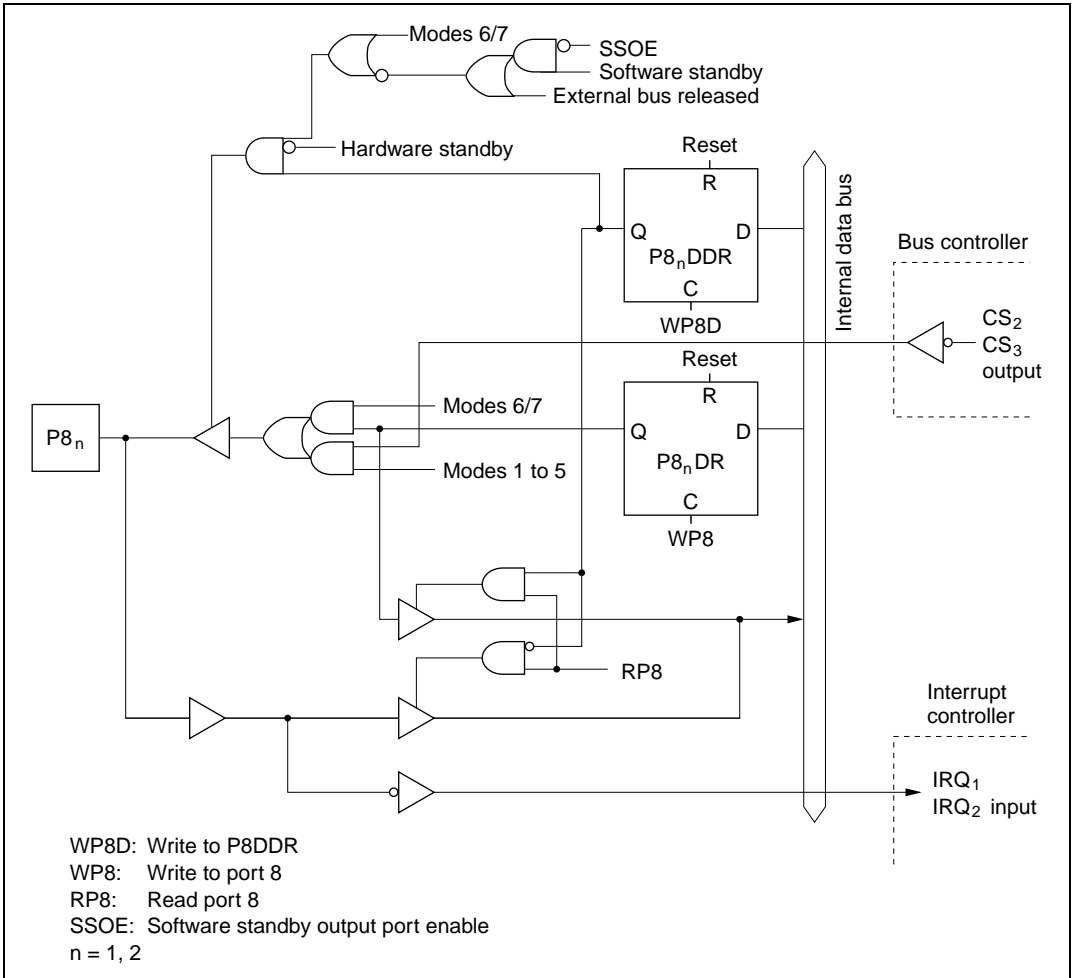 Modes 6/7
SSOE
Software standby
External bus released
Hardware standby
Reset
R
Q D
P8nDDR
C
WP8D
Internal data bus
Bus controller
CS2
CS3
output
Reset
R
Modes 6/7
Q D
P8n
P8nDR
Modes 1 to 5
C
WP8
RP8
Interrupt
controller
IRQ1
IRQ2 input
WP8D: Write to P8DDR
WP8: Write to port 8
RP8: Read port 8
SSOE: Software standby output port enable
n = 1, 2